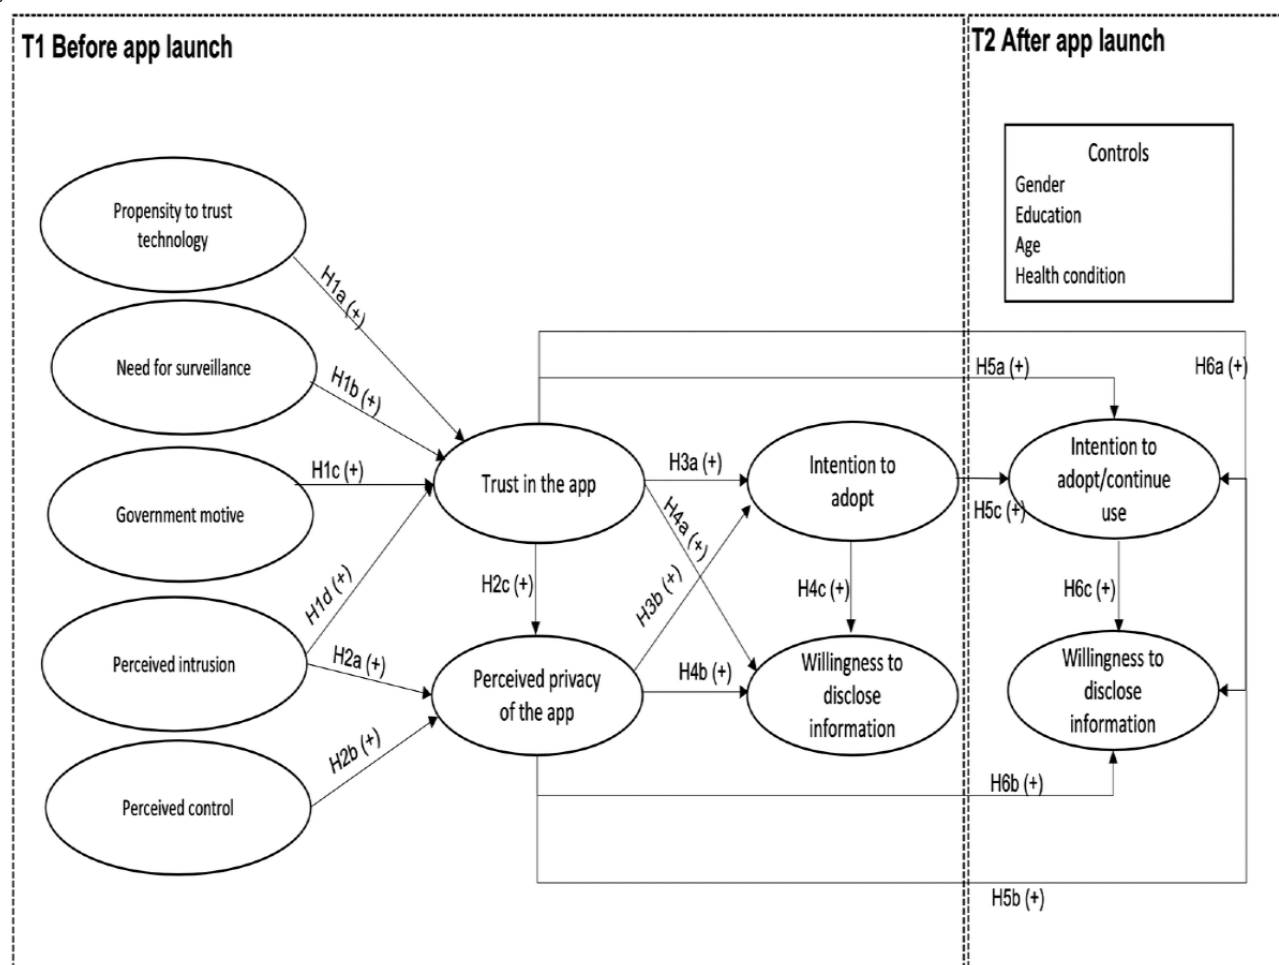 T1 Before app launch
T2 After app launch
Controls
Gender
Education
Age
Health condition
Propensity to trust
technology
H1a (+)
Need for surveillance
H1b (+)
H5a (+)
H6a (+)
Government motive
H1c (+)
Trust in the app
H3a (+)
Intention to
adopt
H5c (+)
Intention to
adopt/continue
use
H4a (+)
H1d (+)
H2c (+)
H3b (+)
H4c (+)
H6c (+)
Perceived intrusion
H2a (+)
Perceived privacy
of the app
H4b (+)
Willingness to
disclose
information
Willingness to
disclose
information
H2b (+)
Perceived control
H6b (+)
H5b (+)